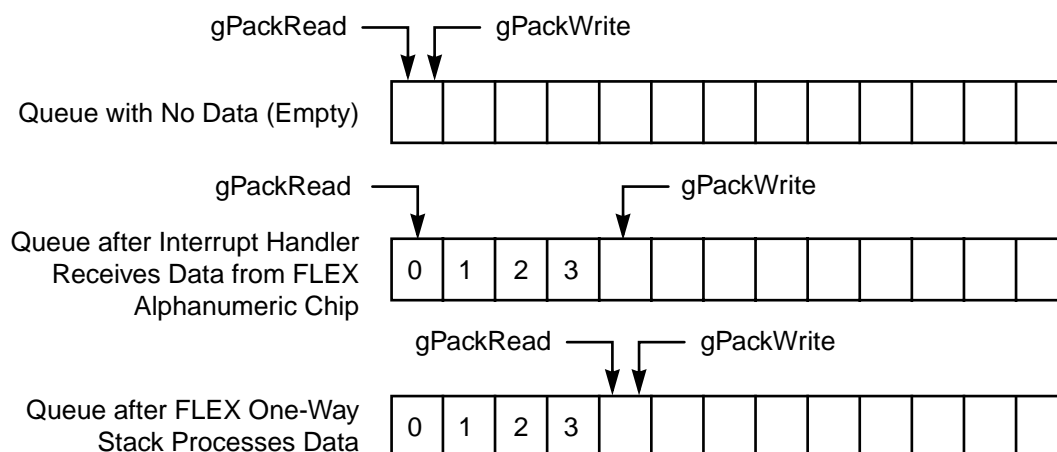 gPackRead gPackWrite
Queue with No Data (Empty)
gPackRead gPackWrite
Queue after Interrupt Handler
Receives Data from FLEX
Alphanumeric Chip
0 1 2 3
gPackRead gPackWrite
Queue after FLEX One-Way
Stack Processes Data
0 1 2 3